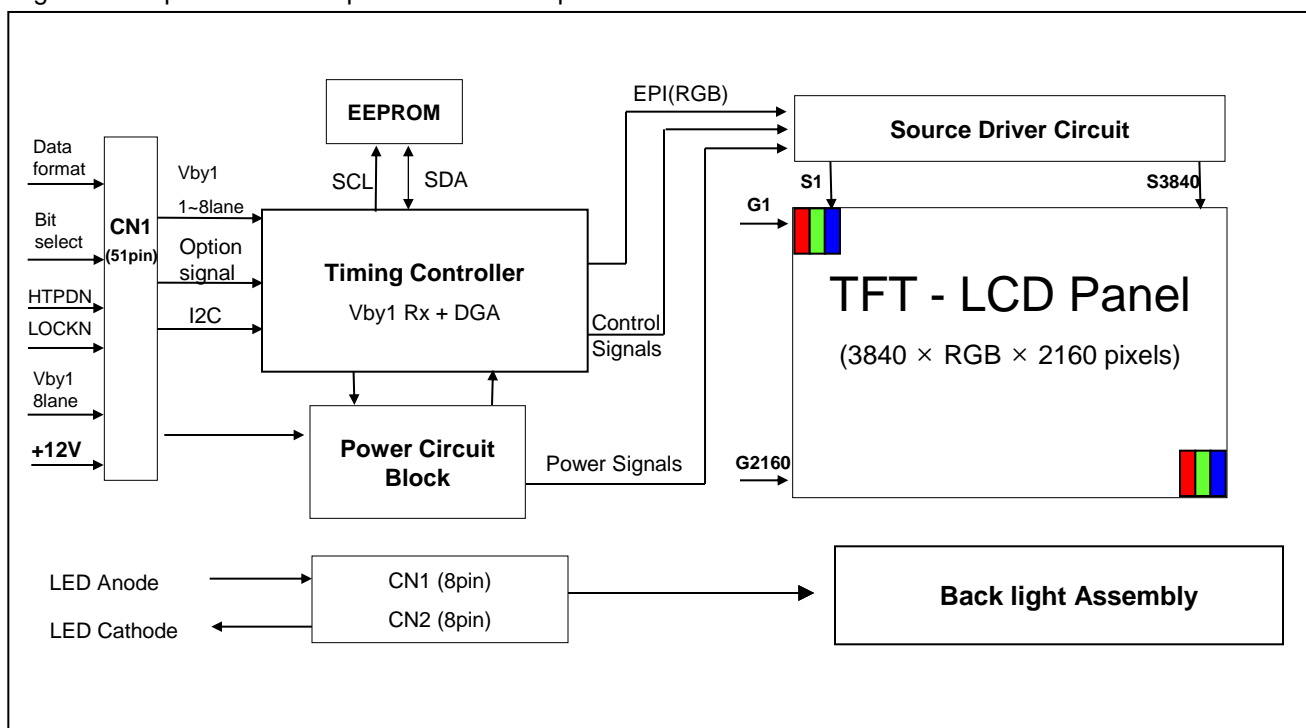 EEPROM
SCL
SDA
EPI(RGB)
Source Driver Circuit
S1
S3840
Data
format
Bit
select
HTPDN
LOCKN
Vby1
8lane
+12V
CN1
(51pin)
Vby1
1~8lane
Option
signal
I2C
Timing Controller
Vby1 Rx + DGA
Control
Signals
Power Circuit
Block
Power Signals
G1
G2160
TFT - LCD Panel
(3840 × RGB × 2160 pixels)
LED Anode
LED Cathode
CN1 (8pin)
CN2 (8pin)
Back light Assembly